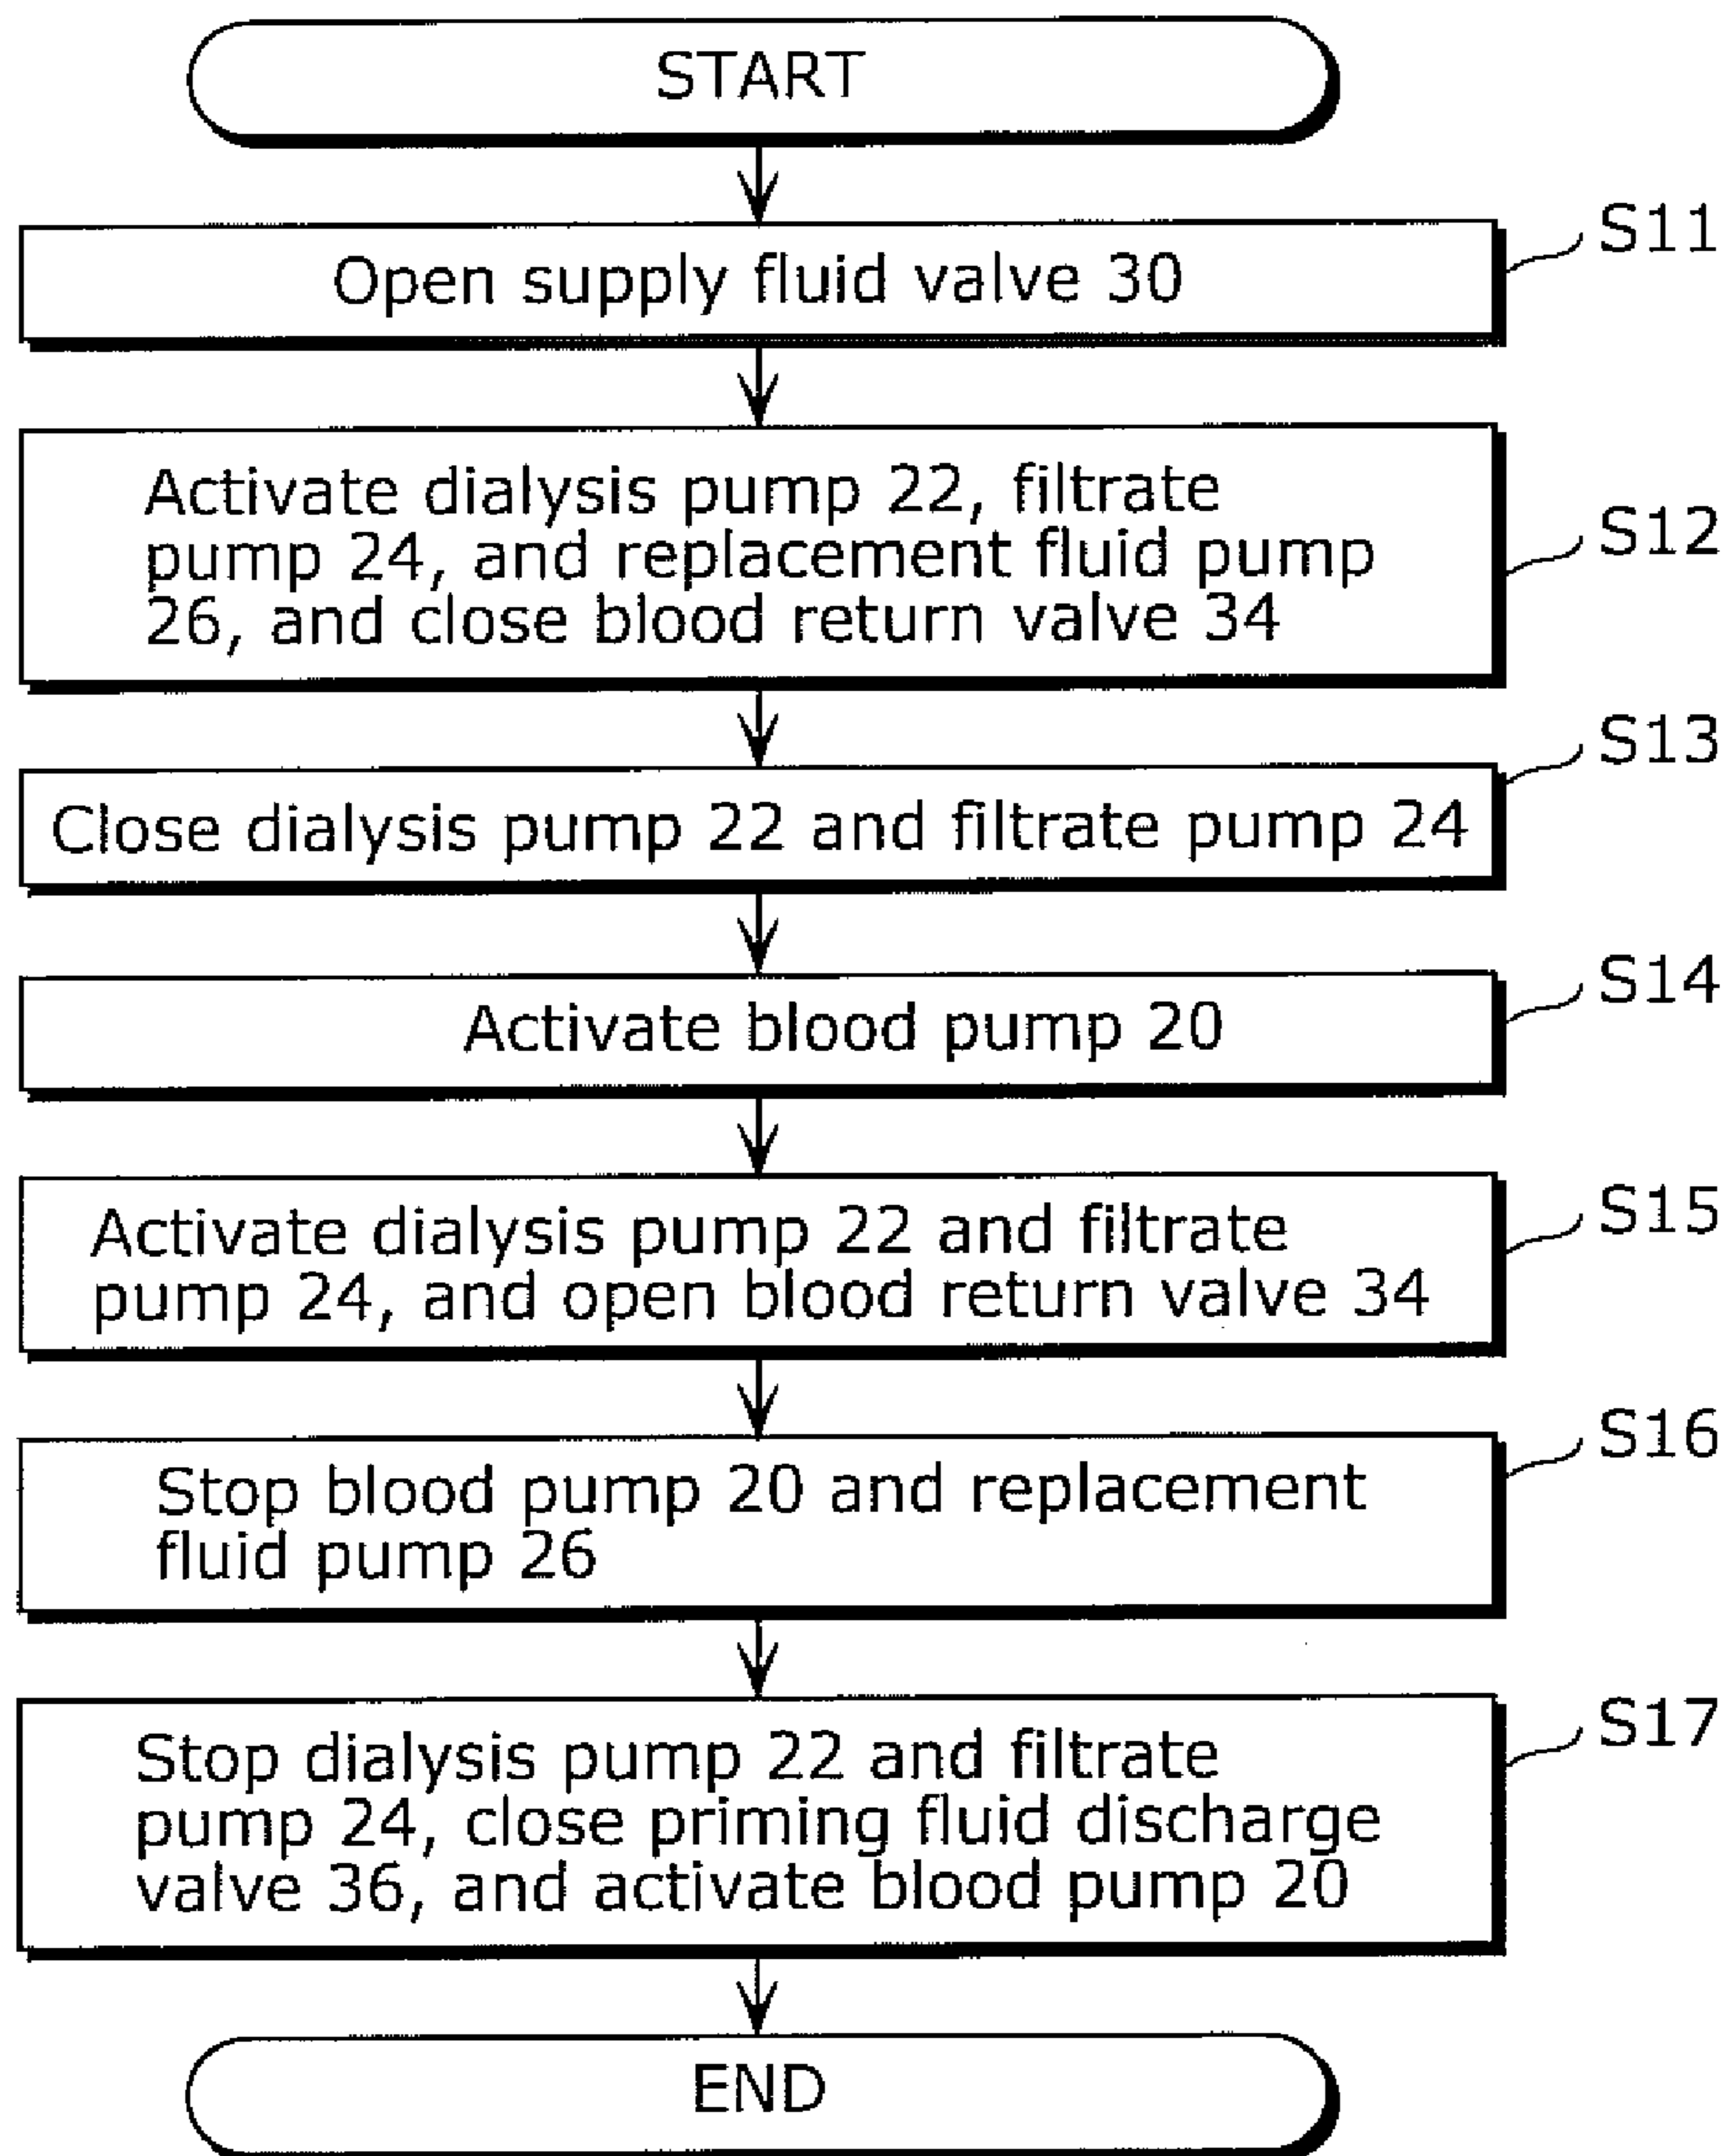 START
S11
Open supply fluid valve 30
Activate dialysis pump 22, filtrate
pump 24, and replacement fluid pump
26, and close blood return valve 34
S12
S13
Close dialysis pump 22 and filtrate pump 24
S14
Activate blood pump 20
S15
Activate dialysis pump 22 and filtrate
pump 24, and open blood return valve 34
S16
Stop blood pump 20 and replacement
fluid pump 26
S17
Stop dialysis pump 22 and filtrate
pump 24, close priming fluid discharge
valve 36, and activate blood pump 20
END